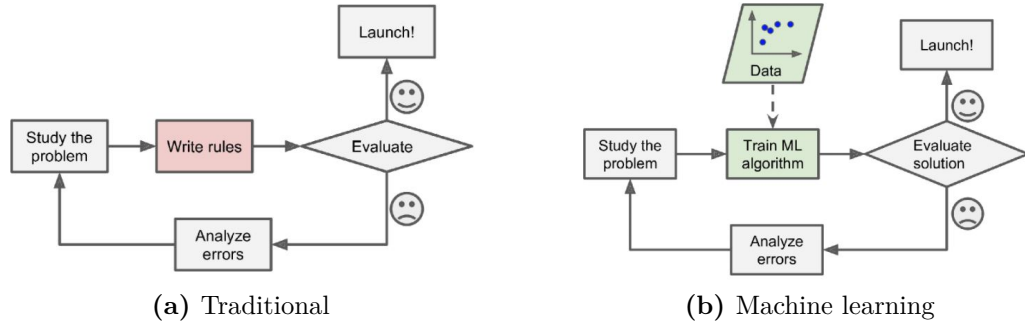 Launch!
Study the
problem
Write rules
Evaluate
Analyze
errors
(a) Traditional
Data
Launch!
Study the
problem
Train ML
algorithm
Evaluate
solution
Analyze
errors
(b) Machine learning